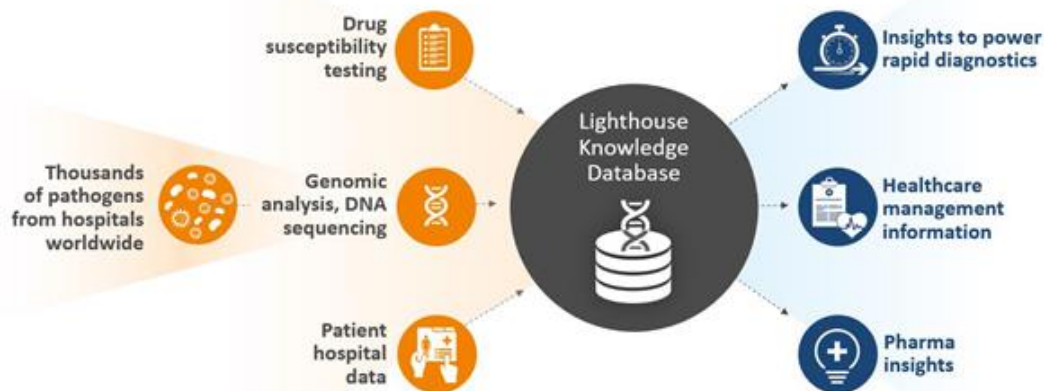 Drug
susceptibility
testing
Thousands
of pathogens
from hospitals
worldwide
Genomic
analysis, DNA
sequencing
Patient
hospital
data
Lighthouse
Knowledge
Database
Insights to power
rapid diagnostics
Healthcare
management
information
Pharma
insights